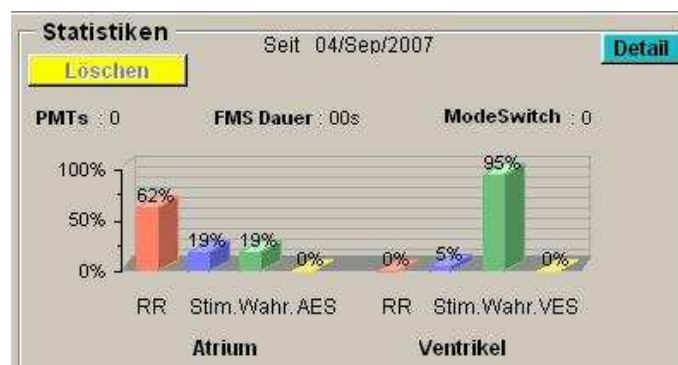 Statistiken
Seit 04/Sep/2007
Detail
Löschen
PMTs : 0
FMS Dauer : 00s
ModeSwitch : 0
100%
50%
0%
62%
19%
19%
0%
0%
5%
95%
0%
RR Stim. Wahr. AES RR Stim. Wahr. VES
Atrium Ventrikel